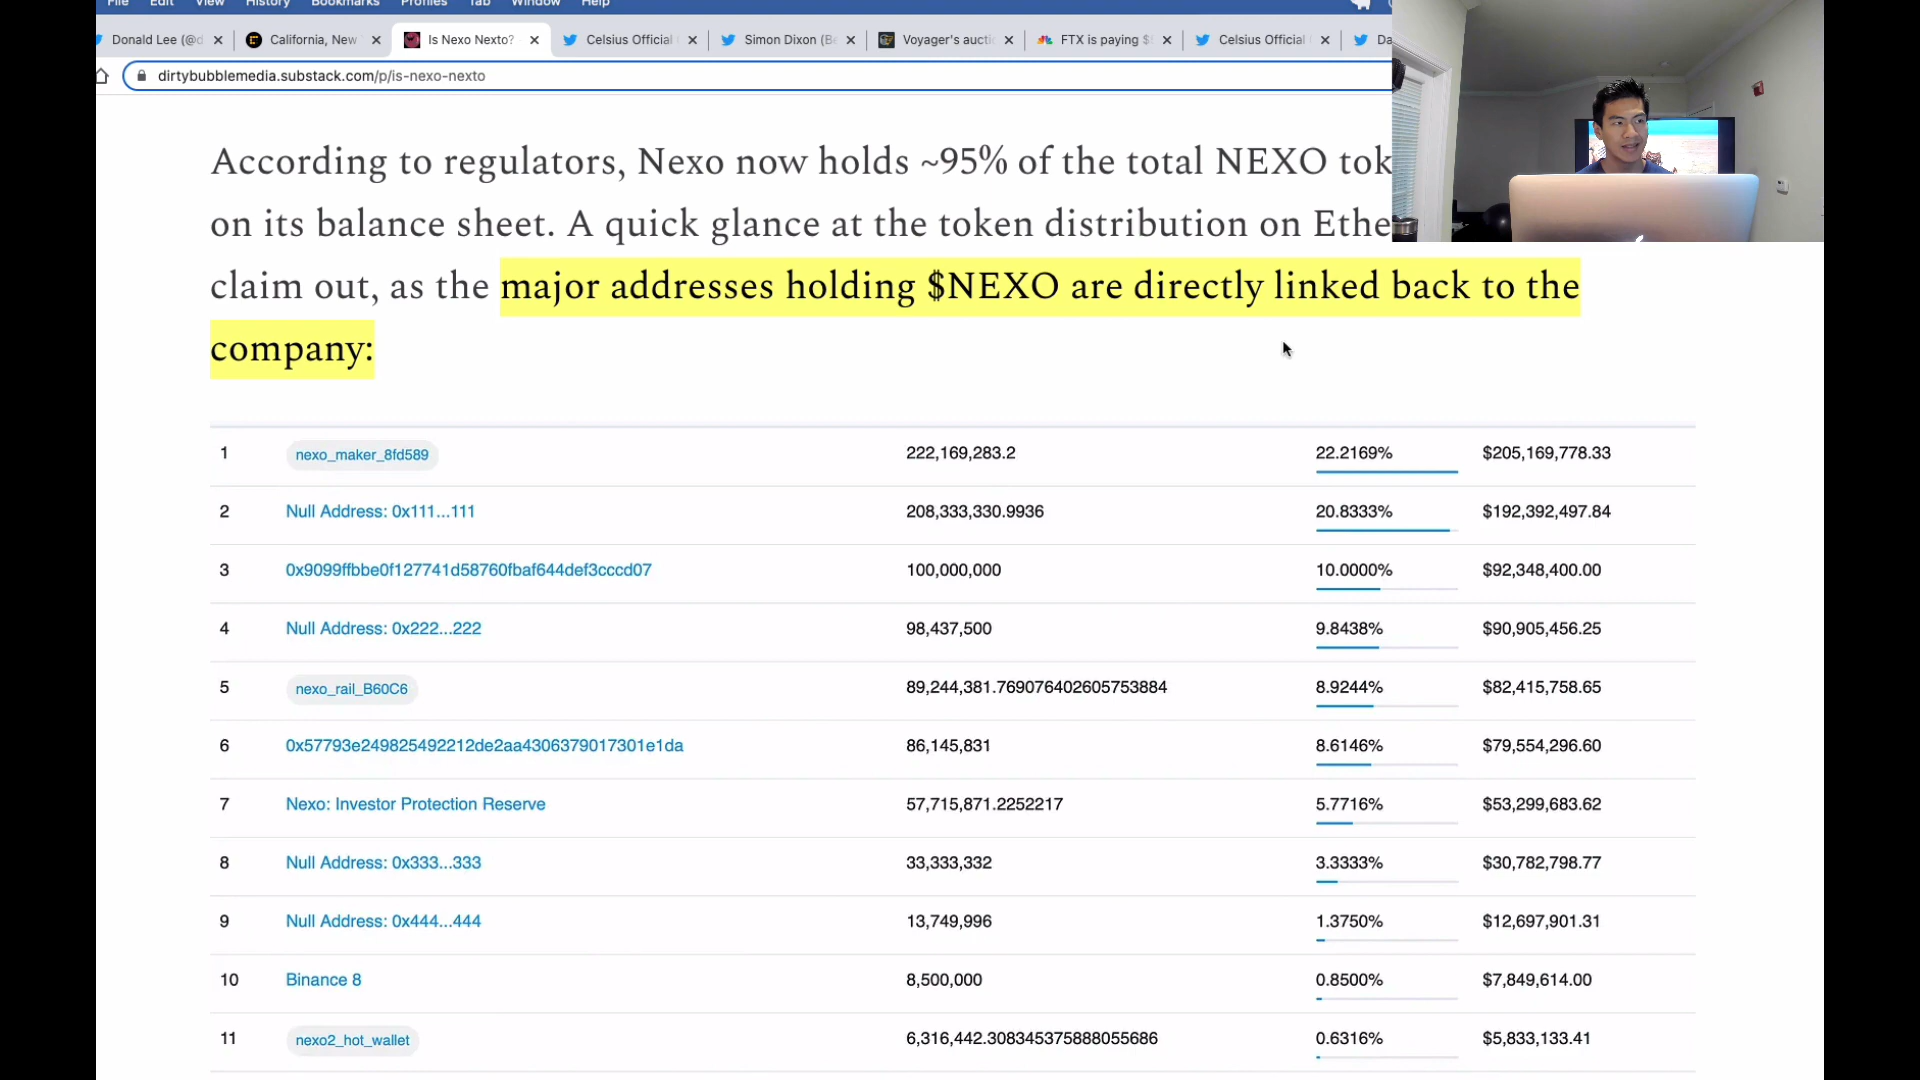 File Edit View History Bookmarks Profiles Tab Window Help
Donald Lee (@d California, New Is Nexo Nexto? Celsius Official Simon Dixon (Be Voyager's aucti FTX is paying $ Celsius Official Da
dirtybubblemedia.substack.com/p/is-nexo-nexto
According to regulators, Nexo now holds ~95% of the total NEXO tok
on its balance sheet. A quick glance at the token distribution on Ethe
claim out, as the major addresses holding $NEXO are directly linked back to the
company:
1 nexo_maker_8fd589 222,169,283.2 22.2169% $205,169,778.33
2 Null Address: 0x111...111 208,333,330.9936 20.8333% $192,392,497.84
3 0x9099ffbbe0f127741d58760fbaf644def3cccd07 100,000,000 10.0000% $92,348,400.00
4 Null Address: 0x222...222 98,437,500 9.8438% $90,905,456.25
5 nexo_rail_B60C6 89,244,381.769076402605753884 8.9244% $82,415,758.65
6 0x57793e249825492212de2aa4306379017301e1da 86,145,831 8.6146% $79,554,296.60
7 Nexo: Investor Protection Reserve 57,715,871.2252217 5.7716% $53,299,683.62
8 Null Address: 0x333...333 33,333,332 3.3333% $30,782,798.77
9 Null Address: 0x444...444 13,749,996 1.3750% $12,697,901.31
10 Binance 8 8,500,000 0.8500% $7,849,614.00
11 nexo2_hot_wallet 6,316,442.308345375888055686 0.6316% $5,833,133.41